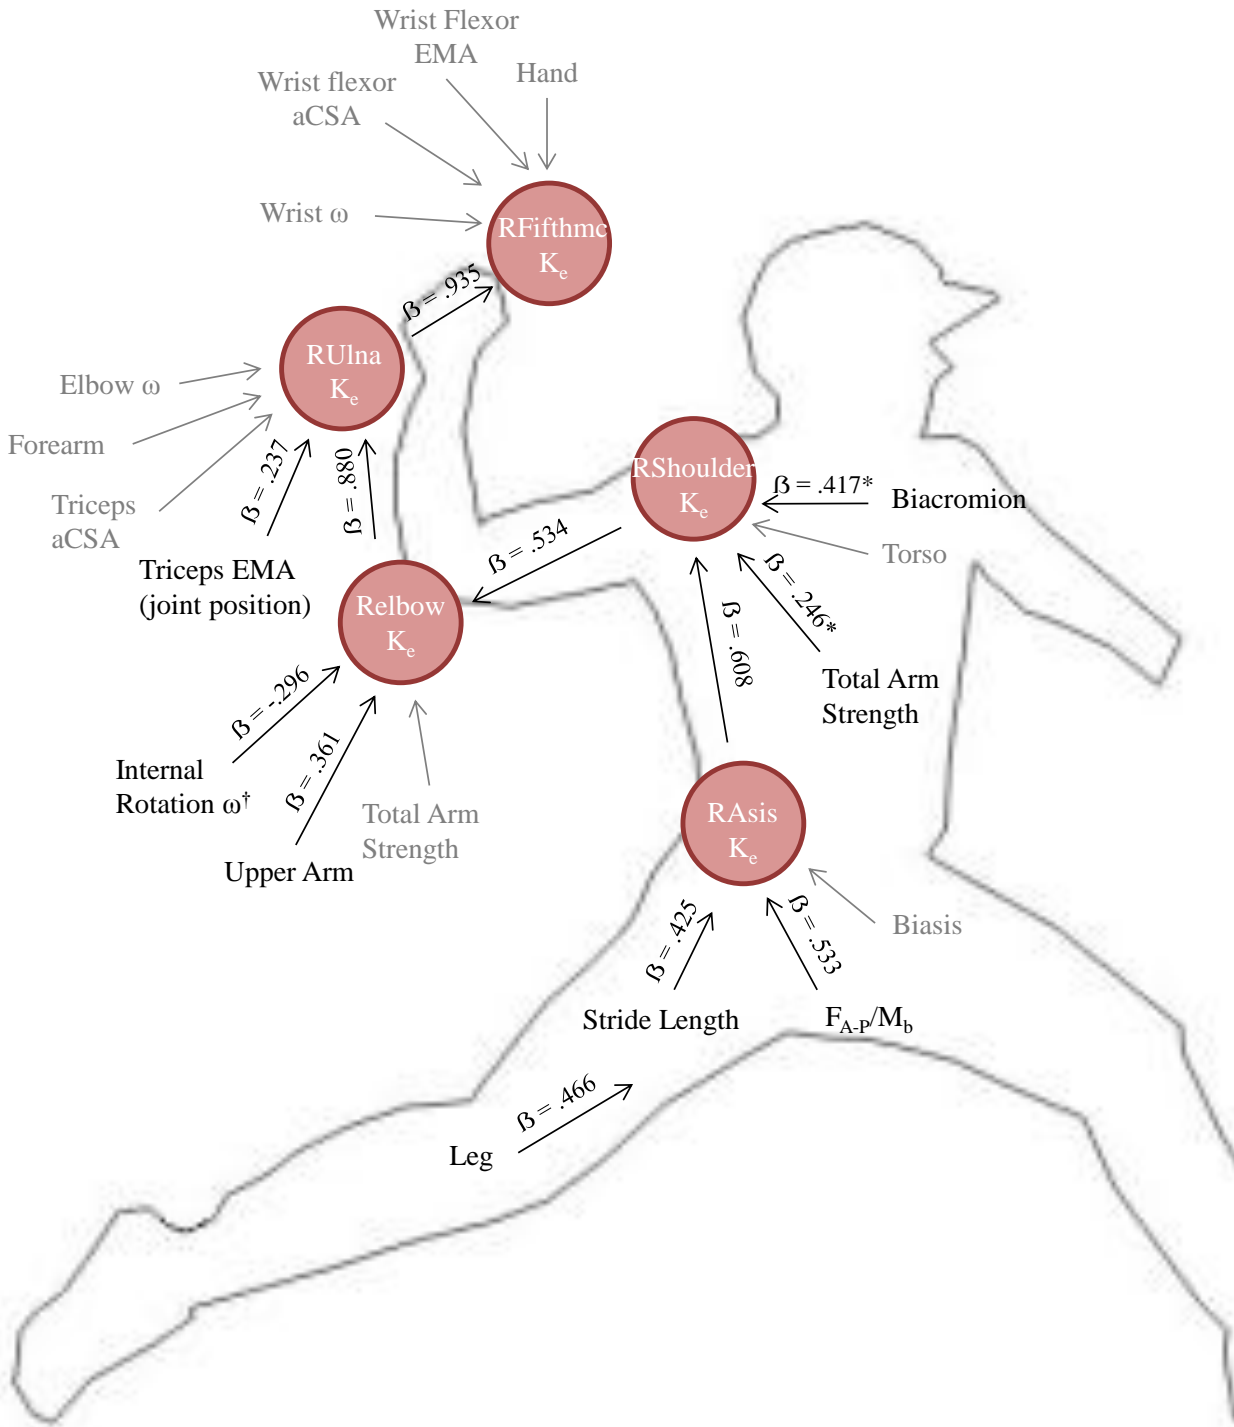 Wrist Flexor
EMA
Hand
Wrist flexor
aCSA
Wrist ω
RFifthmc
Kₑ
ß = .935
RUlna
Kₑ
Elbow ω
Forearm
Triceps
aCSA
ß = .237
ß = .880
Triceps EMA
(joint position)
RShoulder
Kₑ
ß = .417*
Biacromion
Torso
ß = .534
ß = .246*
Total Arm
Strength
Relbow
Kₑ
ß = .608
ß = -.296
Internal
Rotation ω†
ß = .361
Upper Arm
Total Arm
Strength
RAsis
Kₑ
Biasis
ß = .425
Stride Length
ß = .533
F_A-P/M_b
ß = .466
Leg